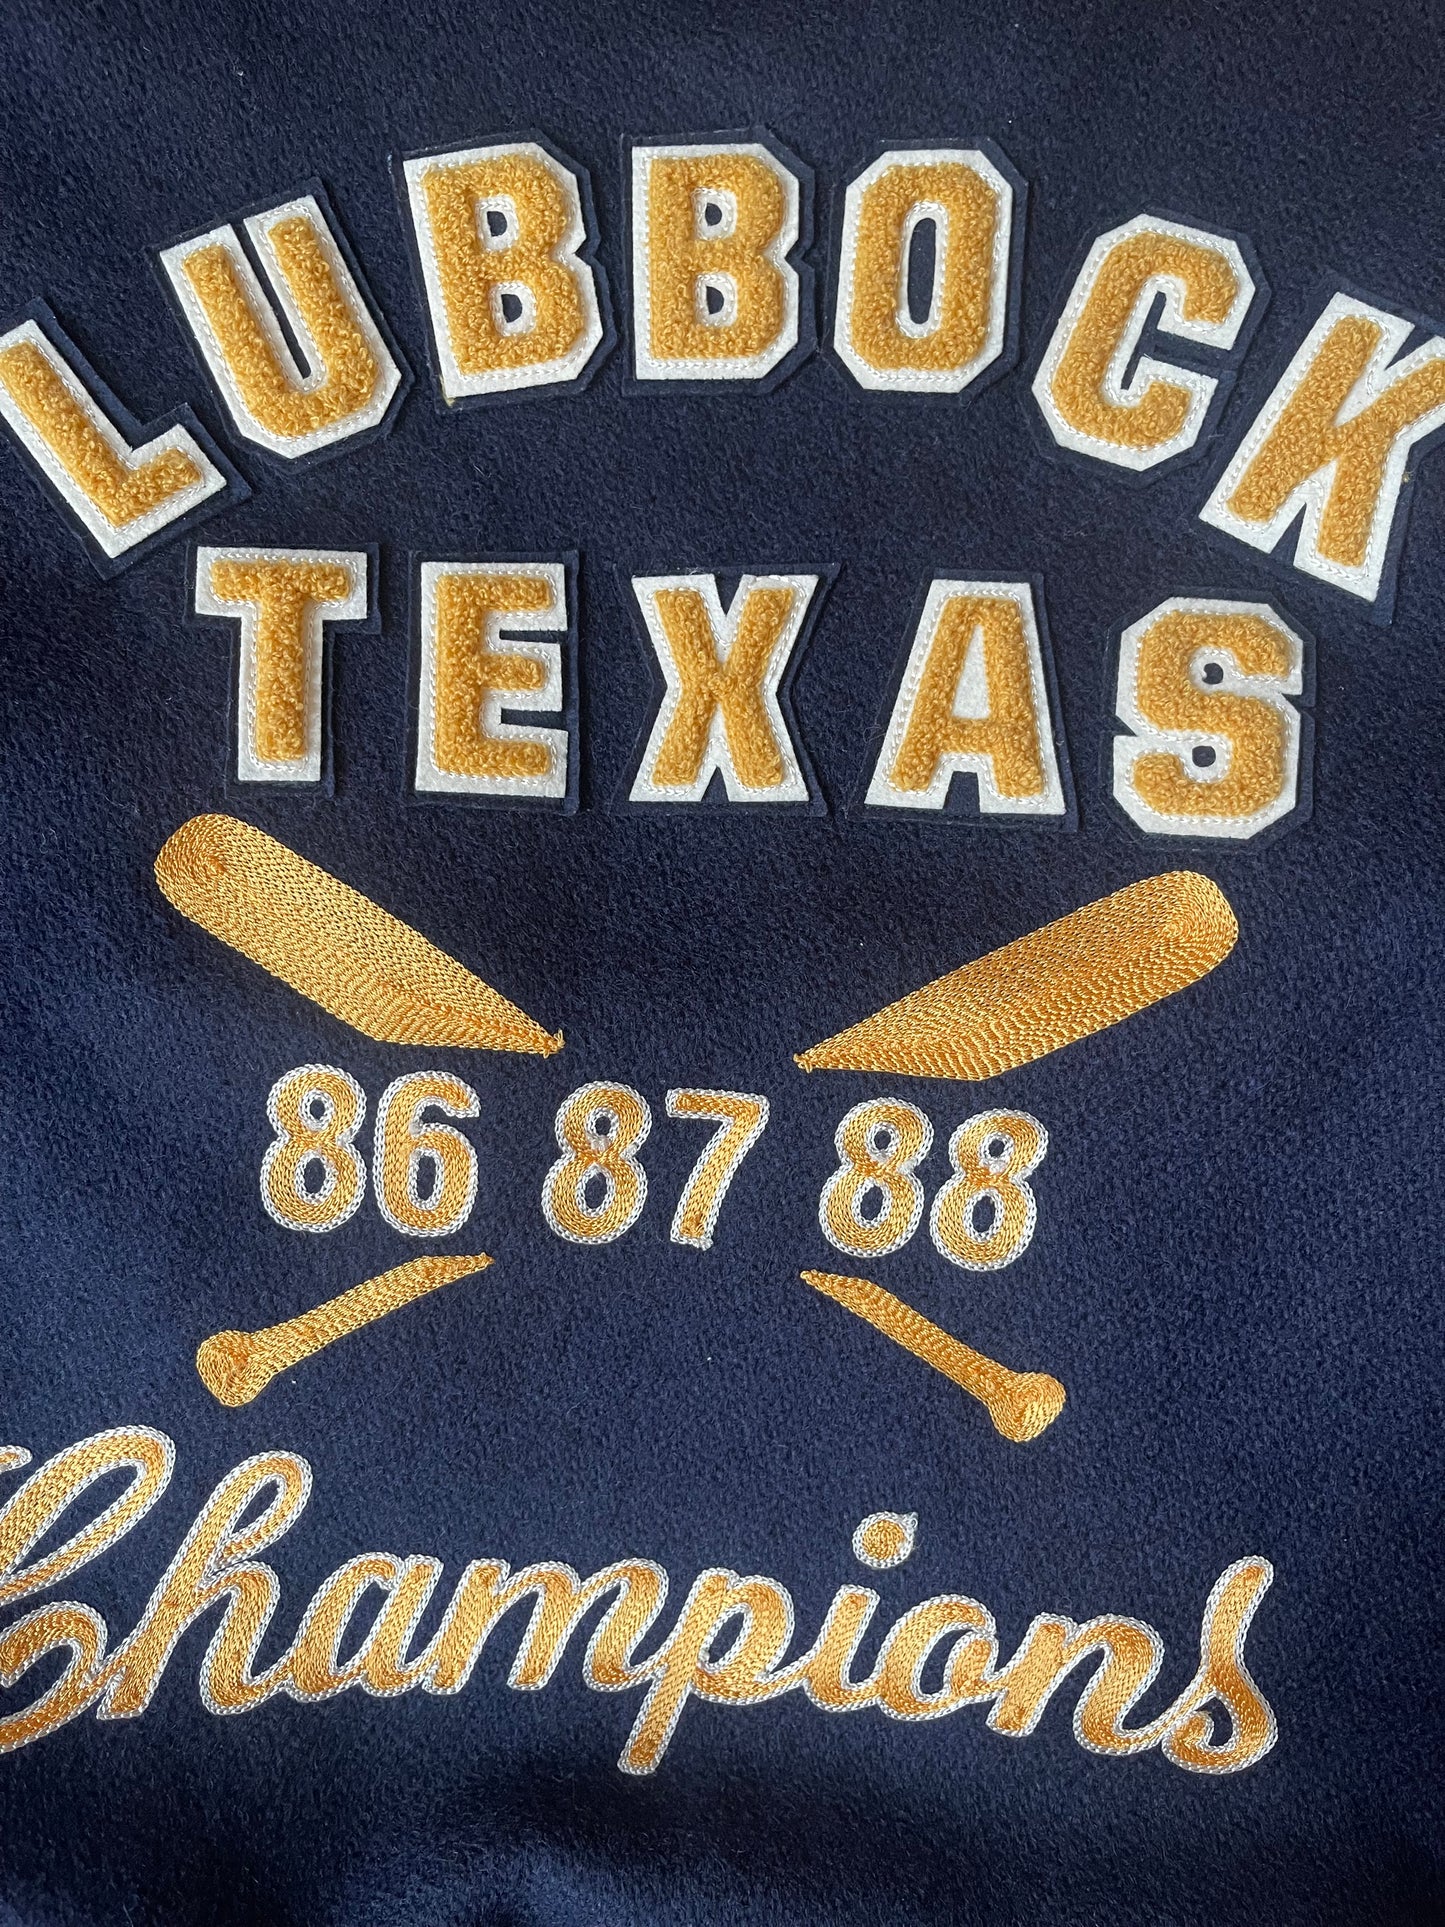 LUBBOCK
TEXAS
86 87 88
Champions